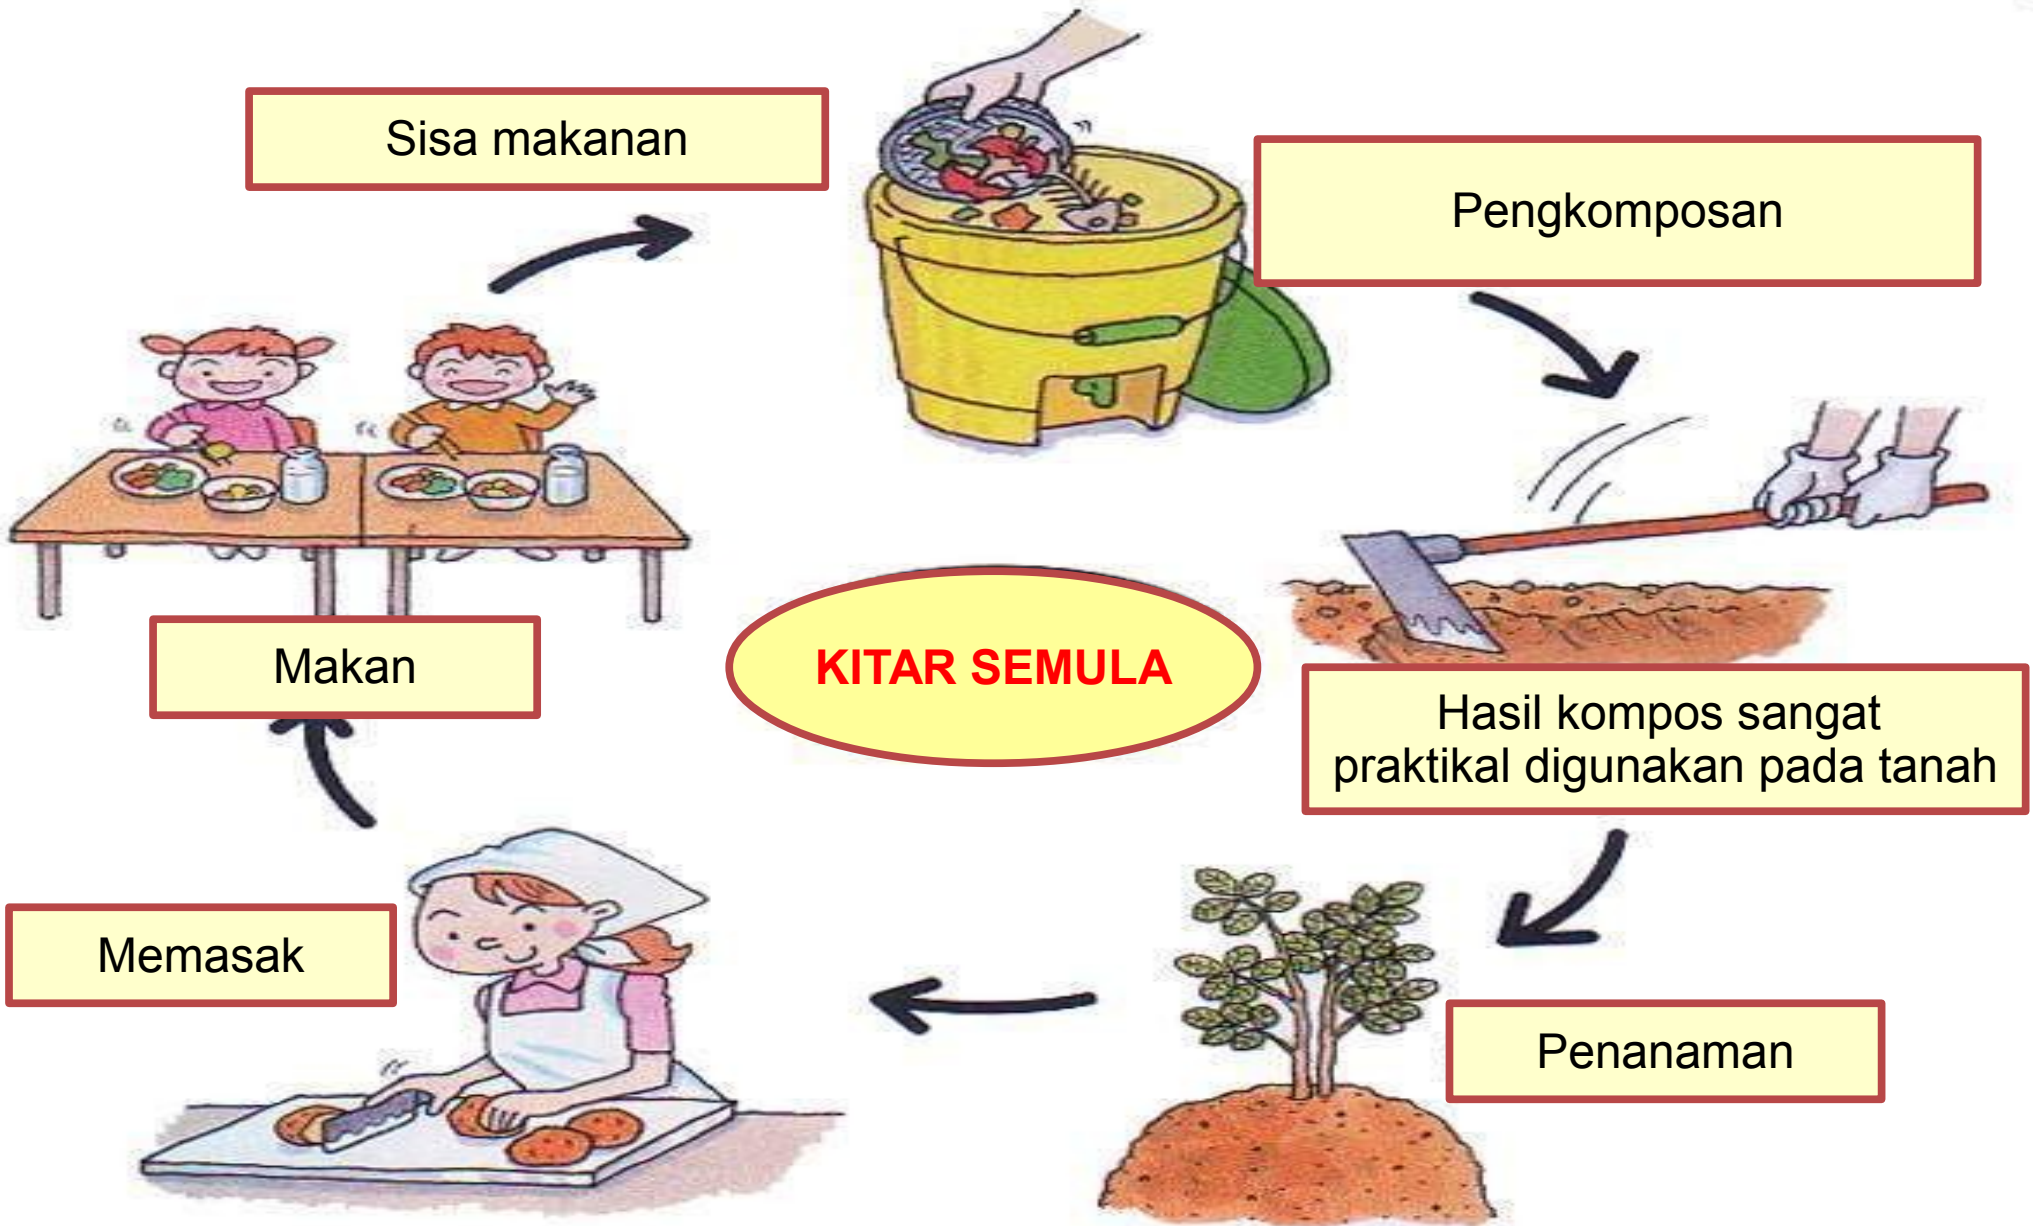 Sisa makanan
Pengkomposan
Makan
KITAR SEMULA
Hasil kompos sangat
praktikal digunakan pada tanah
Memasak
Penanaman